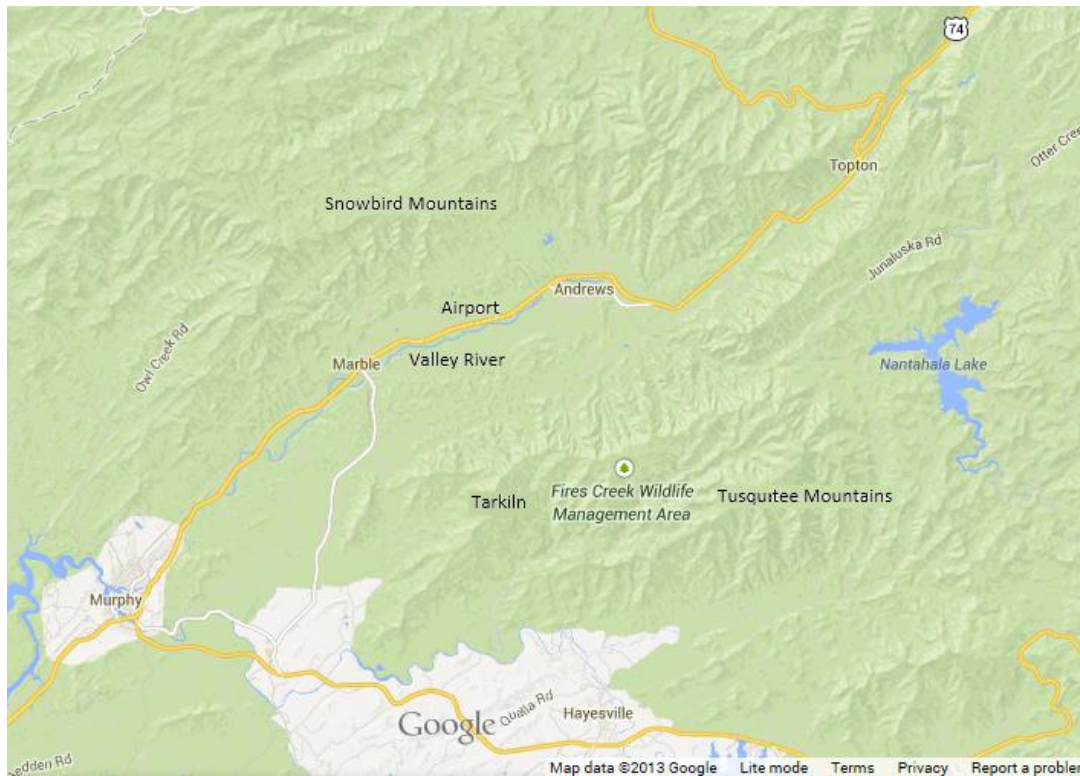 74
Topton
Otter Cree
Snowbird Mountains
Junaluska Rd
Andrews
Airport
Owl Creek Rd
Marble
Valley River
Nantahala Lake
Tarkiln
Fires Creek Wildlife
Management Area
Tusquitee Mountains
Murphy
Qualla Rd
Google
Hayesville
edden Rd
Map data ©2013 Google Lite mode Terms Privacy Report a problem